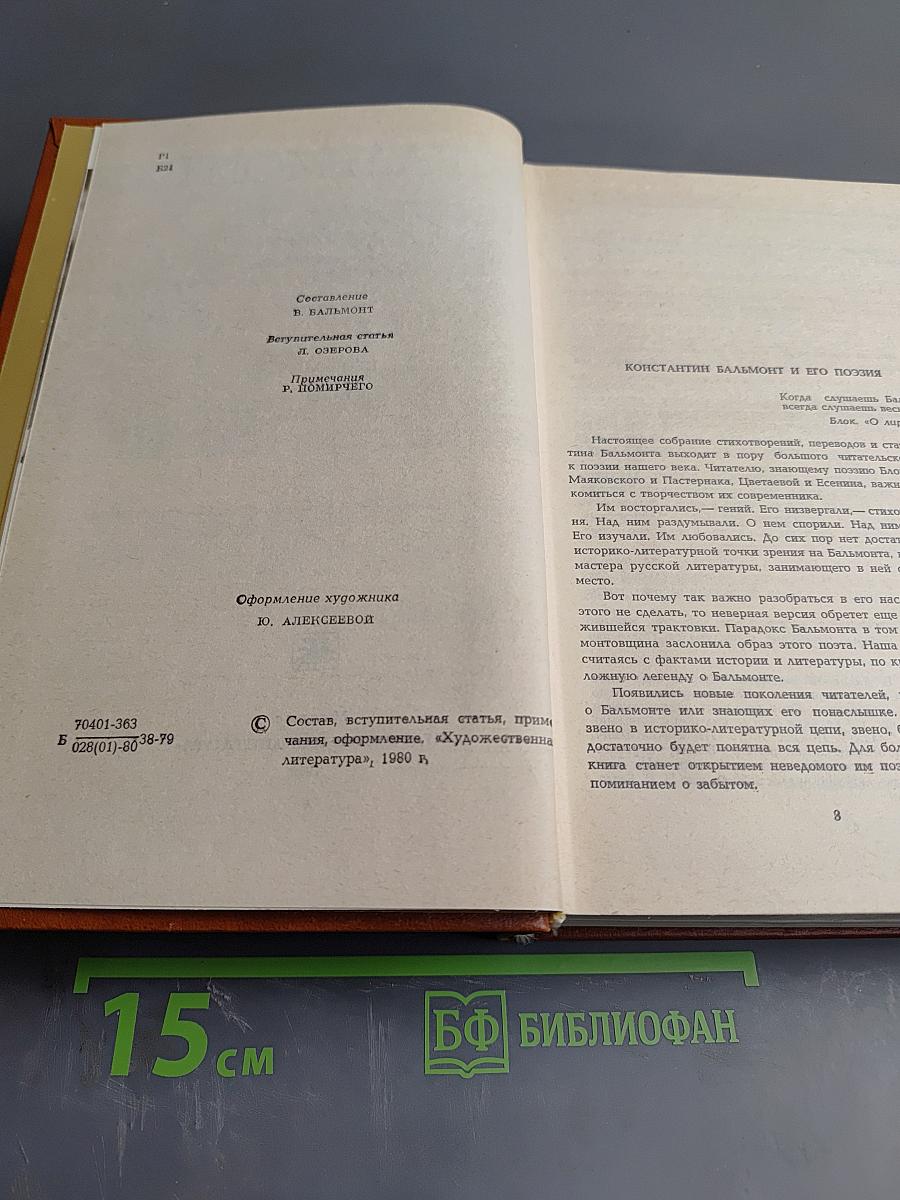 Р1
Б21
Составление
В. БАЛЬМОНТ
Вступительная статья
Л. ОЗЕРОВА
Примечания
Р. ПОМИРЧЕГО
Оформление художника
Ю. АЛЕКСЕЕВОЙ
Б 70401-363
028(01)-80 38-79
© Состав, вступительная статья, приме
чания, оформление. «Художественна
литература», 1980 г.
КОНСТАНТИН БАЛЬМОНТ И ЕГО ПОЭЗИЯ
Когда слушаешь Бал
всегда слушаешь вес
Блок. «О лир
Настоящее собрание стихотворений, переводов и ста
тина Бальмонта выходит в пору большого читательск
к поэзии нашего века. Читателю, знающему поэзию Бло
Маяковского и Пастернака, Цветаевой и Есенина, важн
комиться с творчеством их современника.
Им восторгались,— гений. Его низвергали,— стихо
ня. Над ним раздумывали. О нем спорили. Над ним
Его изучали. Им любовались. До сих пор нет достат
историко-литературной точки зрения на Бальмонта,
мастера русской литературы, занимающего в ней
место.
Вот почему так важно разобраться в его нас
этого не сделать, то неверная версия обретет еще
жившейся трактовки. Парадокс Бальмонта в том
монтовщина заслонила образ этого поэта. Наша
считаясь с фактами истории и литературы, по к
ложную легенду о Бальмонте.
Появились новые поколения читателей,
о Бальмонте или знающих его понаслышке.
звено в историко-литературной цепи, звено,
достаточно будет понятна вся цепь. Для бол
книга станет открытием неведомого им поэ
поминанием о забытом.
3
15 см
БФ БИБЛИОФАН